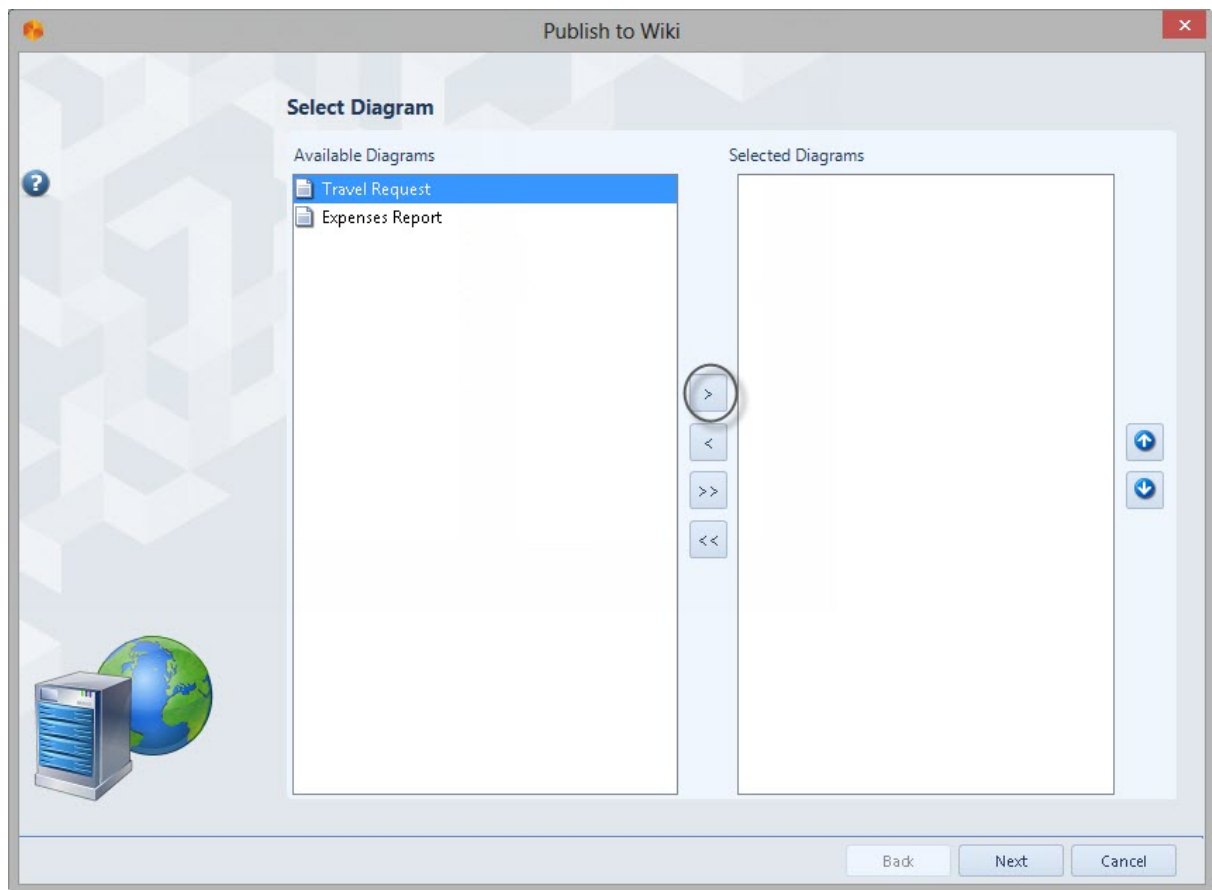 Publish to Wiki
Select Diagram
Available Diagrams
Selected Diagrams
Travel Request
Expenses Report
>
<
>>
<<
Back
Next
Cancel